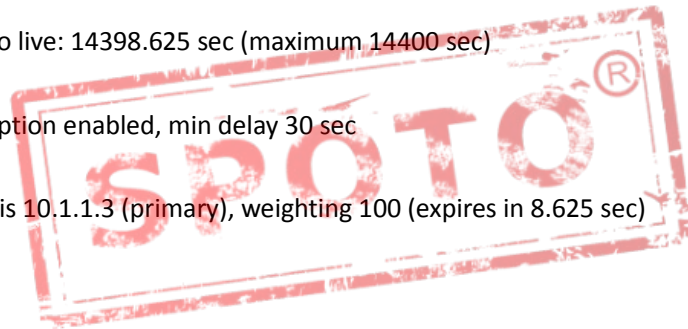 o live: 14398.625 sec (maximum 14400 sec)
ption enabled, min delay 30 sec
is 10.1.1.3 (primary), weighting 100 (expires in 8.625 sec)
SPOTO®